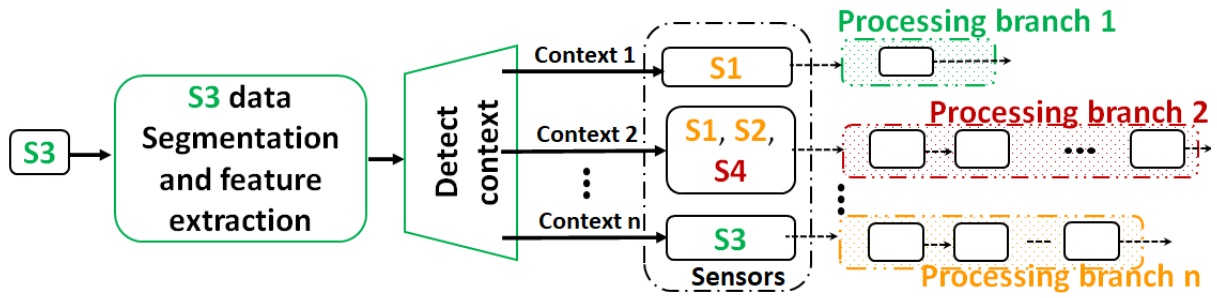 Processing branch 1
Context 1
S1
S3 data
Segmentation
and feature
extraction
S3
Detect
context
Context 2
S1, S2,
S4
Processing branch 2
...
Context n
S3
Sensors
Processing branch n